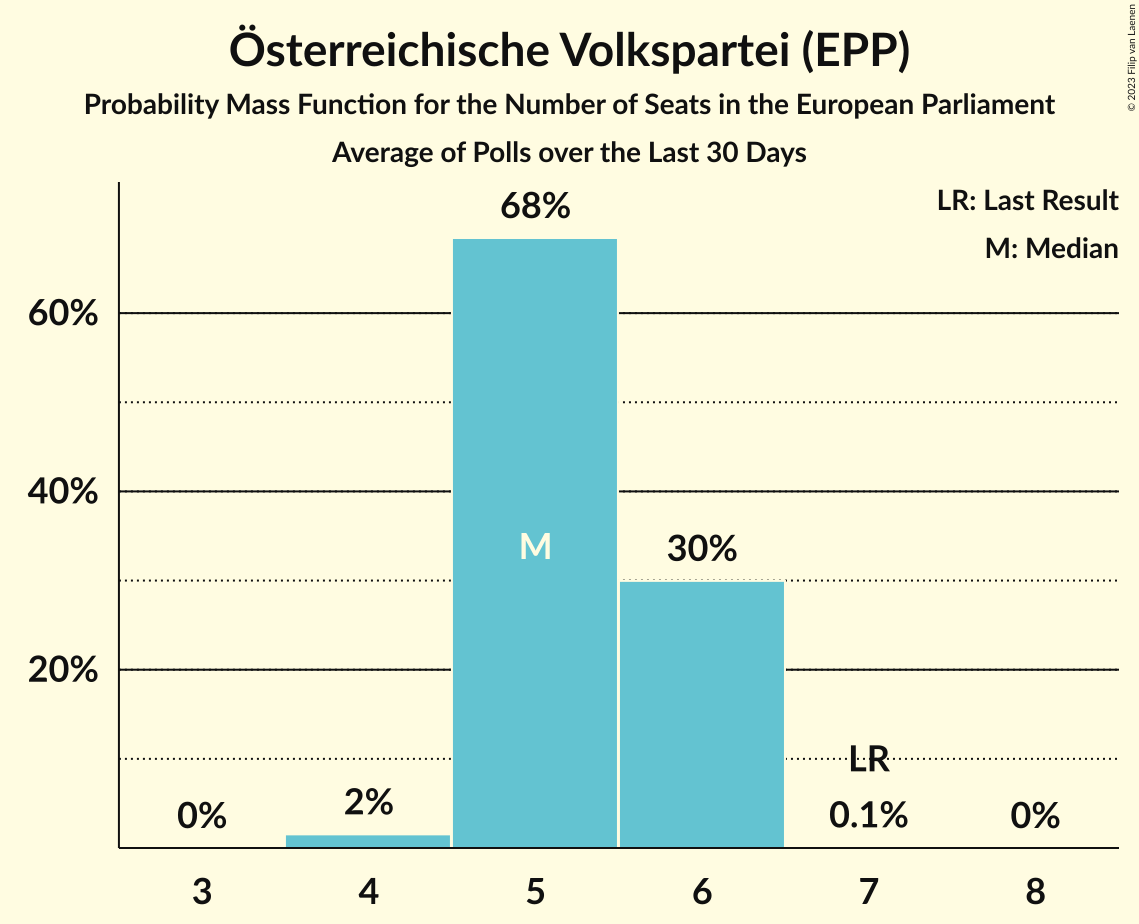 Österreichische Volkspartei (EPP)
Probability Mass Function for the Number of Seats in the European Parliament
Average of Polls over the Last 30 Days
© 2023 Filip van Laenen
LR: Last Result
M: Median
68%
60%
40%
M
30%
20%
LR
0%
2%
0.1%
0%
3 4 5 6 7 8